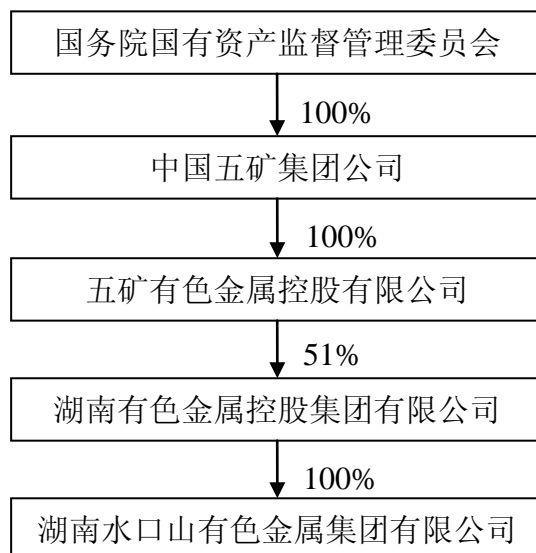 国务院国有资产监督管理委员会
100%
中国五矿集团公司
100%
五矿有色金属控股有限公司
51%
湖南有色金属控股集团有限公司
100%
湖南水口山有色金属集团有限公司